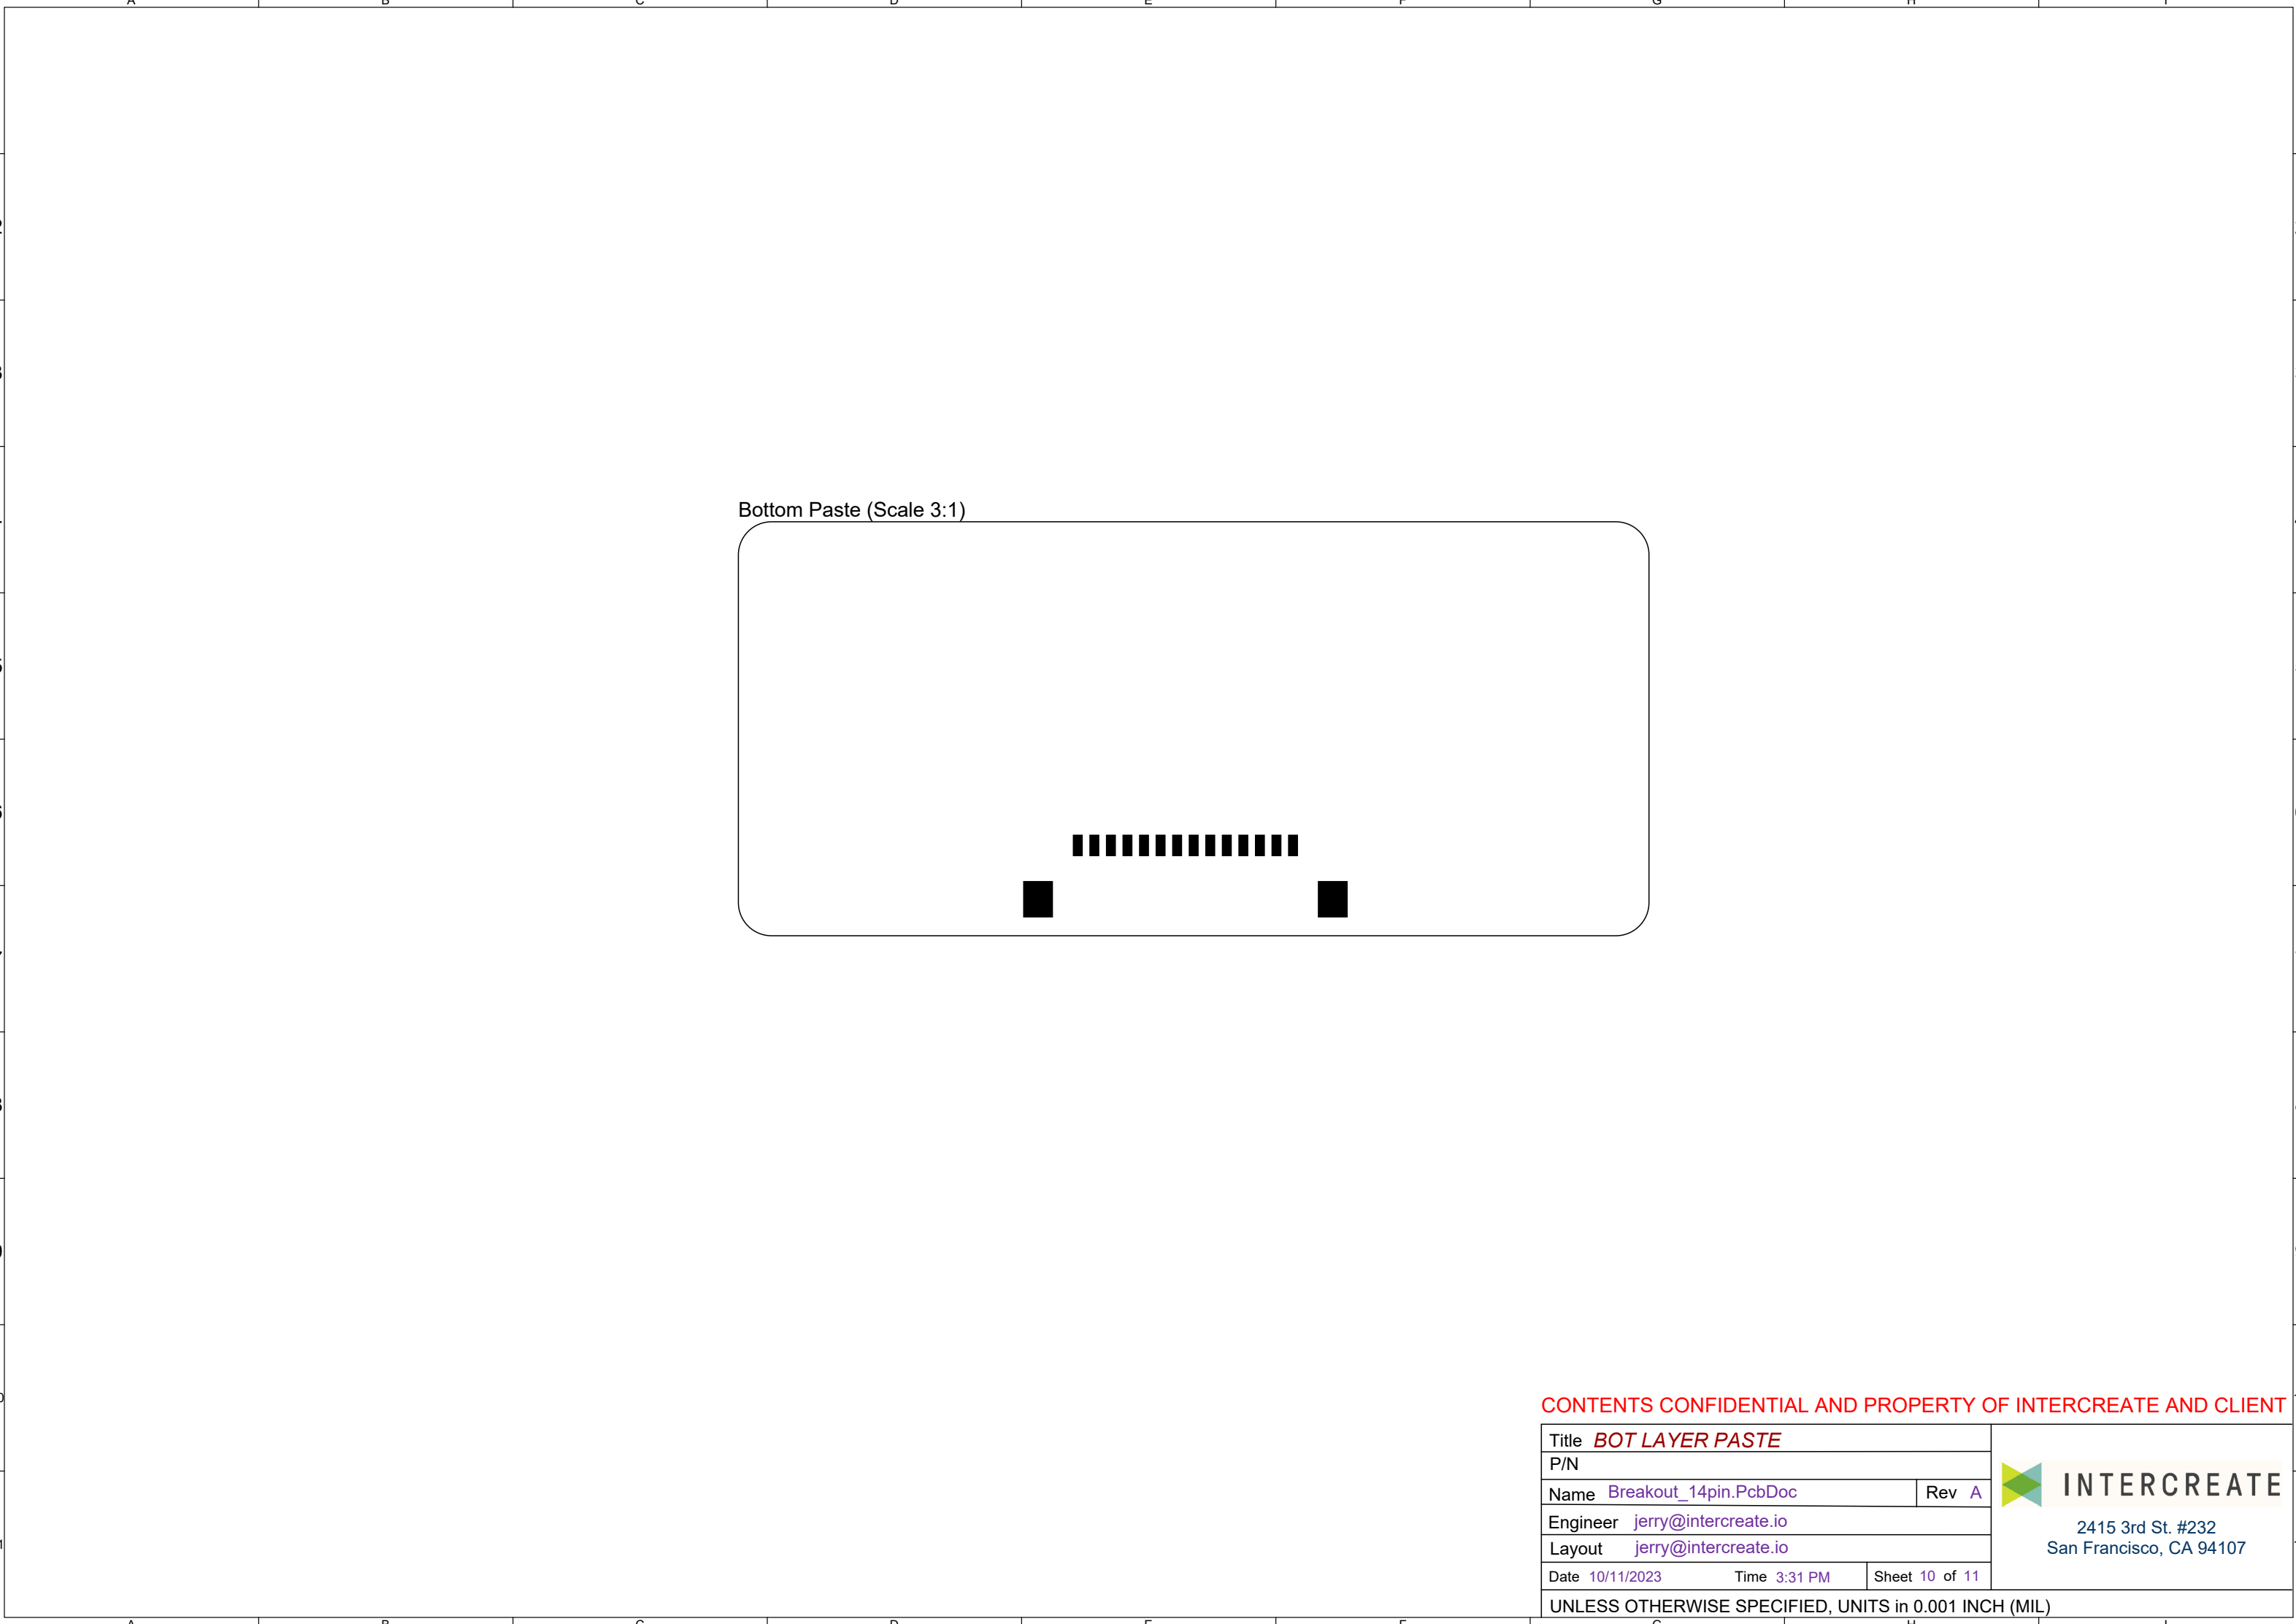 A B C D E F G H I
Bottom Paste (Scale 3:1)
CONTENTS CONFIDENTIAL AND PROPERTY OF INTERCREATE AND CLIENT
Title BOT LAYER PASTE
P/N
Name Breakout_14pin.PcbDoc Rev A
Engineer jerry@intercreate.io
Layout jerry@intercreate.io
Date 10/11/2023 Time 3:31 PM Sheet 10 of 11
INTERCREATE
2415 3rd St. #232
San Francisco, CA 94107
UNLESS OTHERWISE SPECIFIED, UNITS in 0.001 INCH (MIL)